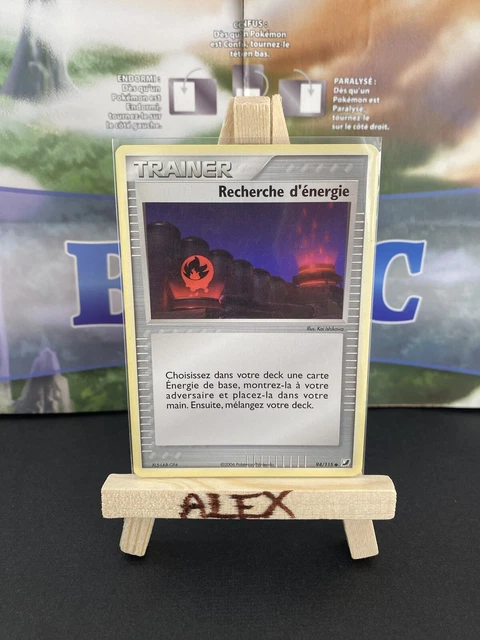 CONFUS :
Dès qu'un Pokémon
est Confus, tournez-le
tête en bas.
ENDORMI :
Dès qu'un
Pokémon est
Endormi,
tournez-le sur
le côté gauche.
PARALYSÉ :
Dès qu'un
Pokémon est
Paralysé,
tournez-le
sur le côté droit.
TRAINER
Recherche d'énergie
Illus. Kai Ishikawa
Choisissez dans votre deck une carte
Énergie de base, montrez-la à votre
adversaire et placez-la dans votre
main. Ensuite, mélangez votre deck.
©2006 Pokémon/Nintendo
94/115
B
C
ALEX